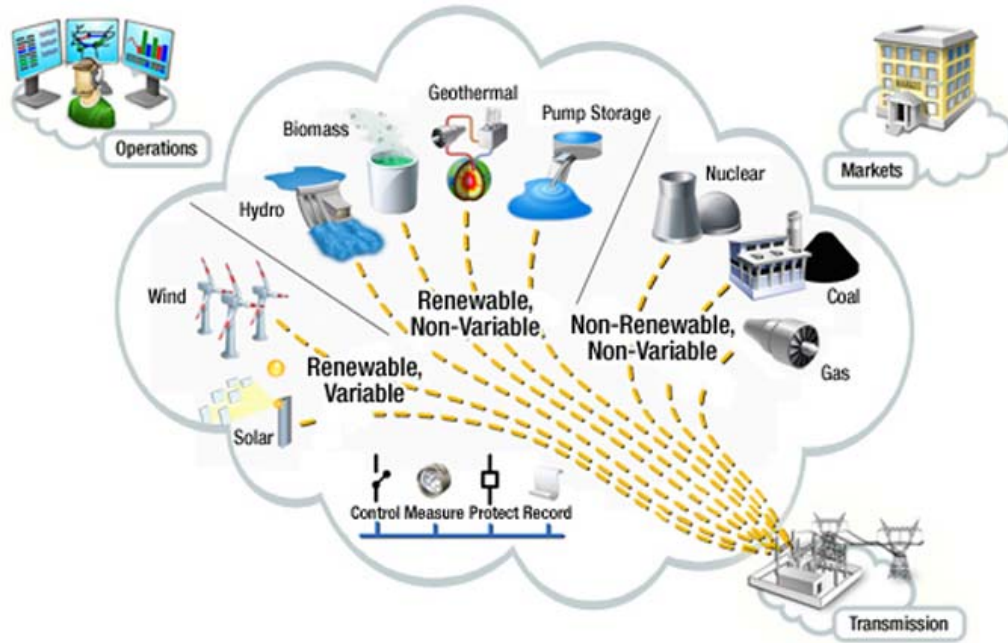 Operations
Markets
Geothermal
Biomass
Pump Storage
Hydro
Nuclear
Wind
Coal
Renewable,
Non-Variable
Non-Renewable,
Non-Variable
Gas
Renewable,
Variable
Solar
Control Measure Protect Record
Transmission